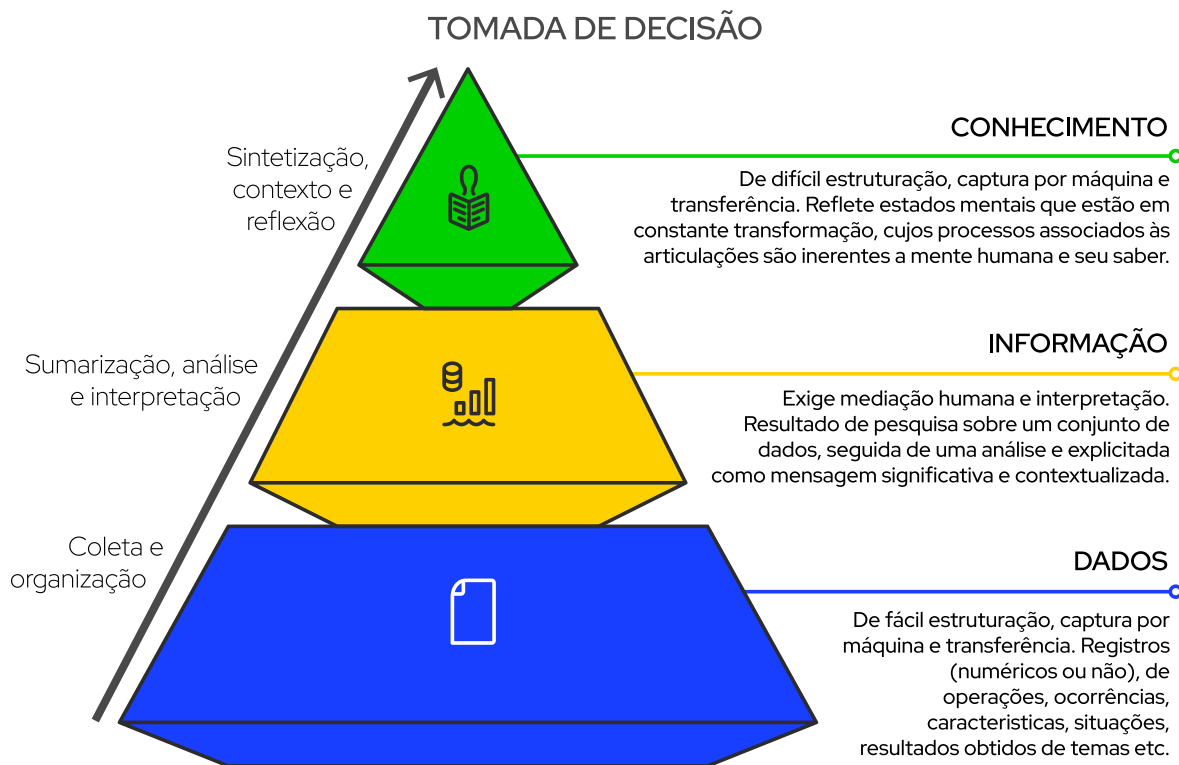 TOMADA DE DECISÃO
Sintetização,
contexto e
reflexão
CONHECIMENTO
De difícil estruturação, captura por máquina e
transferência. Reflete estados mentais que estão em
constante transformação, cujos processos associados às
articulações são inerentes a mente humana e seu saber.
Sumarização, análise
e interpretação
INFORMAÇÃO
Exige mediação humana e interpretação.
Resultado de pesquisa sobre um conjunto de
dados, seguida de uma análise e explicitada
como mensagem significativa e contextualizada.
Coleta e
organização
DADOS
De fácil estruturação, captura por
máquina e transferência. Registros
(numéricos ou não), de
operações, ocorrências,
caracteristicas, situações,
resultados obtidos de temas etc.